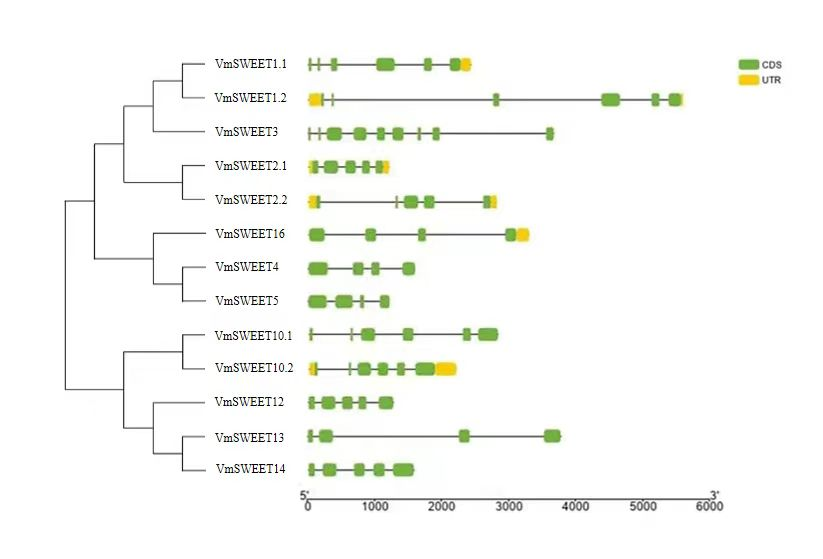 VmSWEET1.1
CDS
VmSWEET1.2
UTR
VmSWEET3
VmSWEET2.1
VmSWEET2.2
VmSWEET16
VmSWEET4
VmSWEET5
VmSWEET10.1
VmSWEET10.2
VmSWEET12
VmSWEET13
VmSWEET14
5' 3'
0 1000 2000 3000 4000 5000 6000